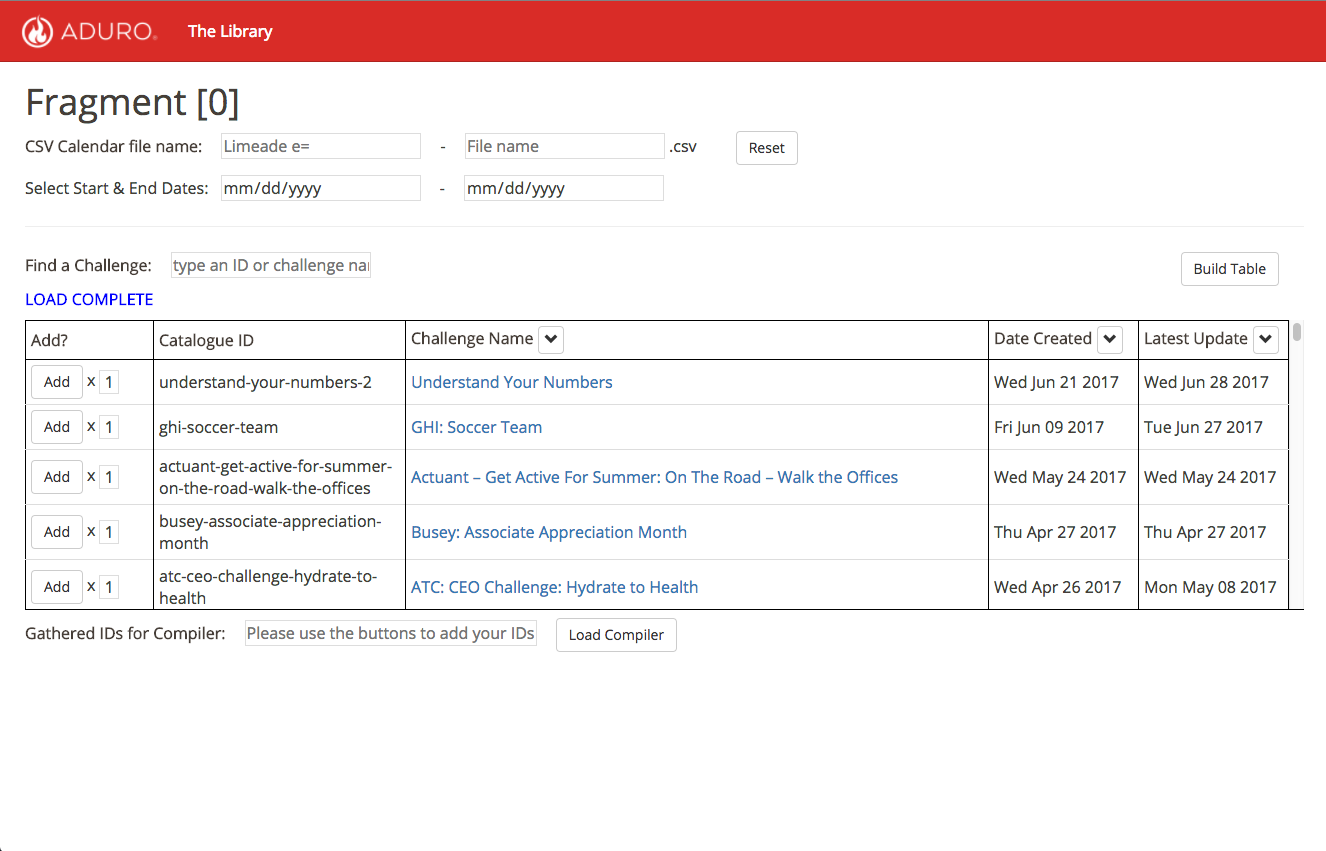 ADURO The Library
Fragment [0]
CSV Calendar file name: Limeade e= - File name .csv Reset
Select Start & End Dates: mm/dd/yyyy - mm/dd/yyyy
Find a Challenge: type an ID or challenge nar Build Table
LOAD COMPLETE
Add? Catalogue ID Challenge Name Date Created Latest Update
Add x 1 understand-your-numbers-2 Understand Your Numbers Wed Jun 21 2017 Wed Jun 28 2017
Add x 1 ghi-soccer-team GHI: Soccer Team Fri Jun 09 2017 Tue Jun 27 2017
actuant-get-active-for-summer-
Add x 1 on-the-road-walk-the-offices Actuant – Get Active For Summer: On The Road – Walk the Offices Wed May 24 2017 Wed May 24 2017
busey-associate-appreciation-
Add x 1 month Busey: Associate Appreciation Month Thu Apr 27 2017 Thu Apr 27 2017
atc-ceo-challenge-hydrate-to-
Add x 1 health ATC: CEO Challenge: Hydrate to Health Wed Apr 26 2017 Mon May 08 2017
Gathered IDs for Compiler: Please use the buttons to add your IDs Load Compiler